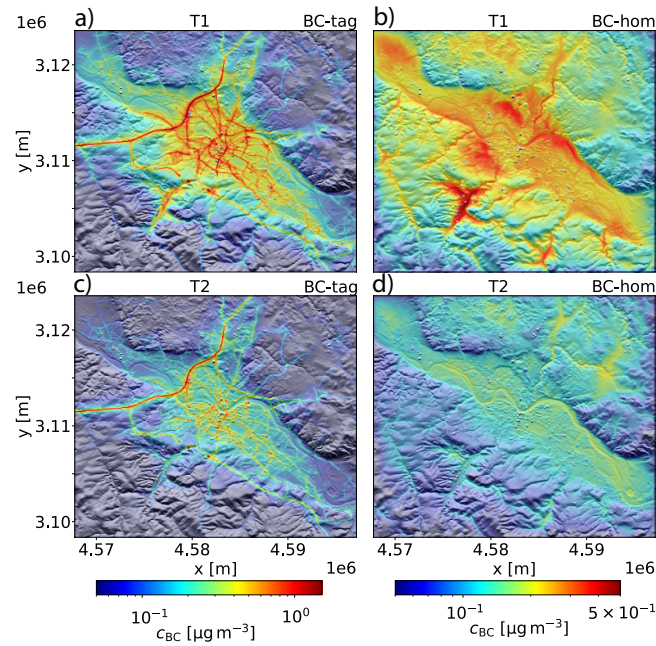 a) T1 BC-tag b) T1 BC-hom
1e6
3.12
3.11
3.10
y [m]
c) T2 BC-tag d) T2 BC-hom
1e6
3.12
3.11
3.10
y [m]
4.57 4.58 4.59 4.57 4.58 4.59
x [m] 1e6 x [m] 1e6
10⁻¹ 10⁰ 10⁻¹ 5 × 10⁻¹
c_BC [µg m⁻³] c_BC [µg m⁻³]